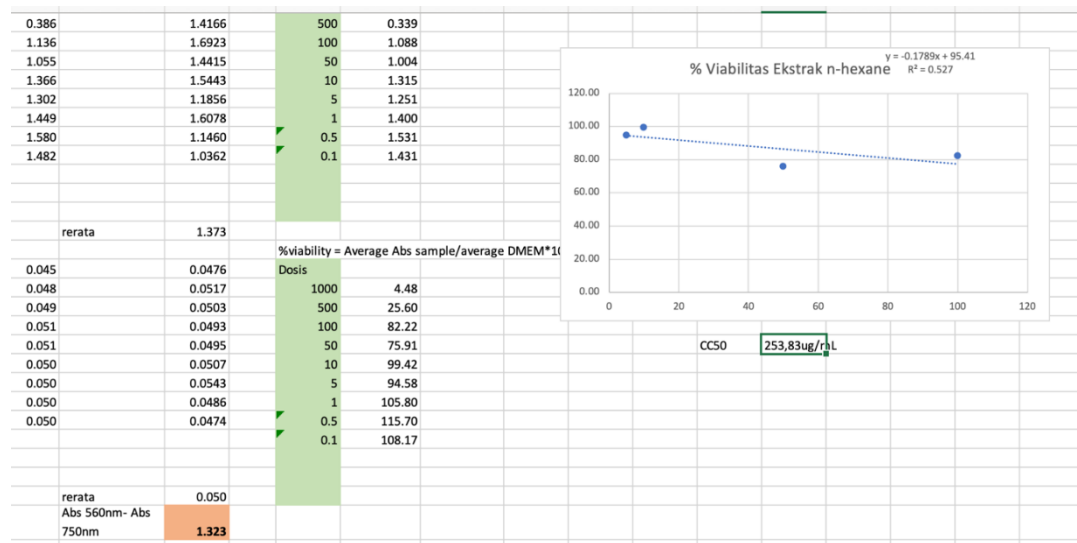 0.386 1.4166 500 0.339
1.136 1.6923 100 1.088
1.055 1.4415 50 1.004
1.366 1.5443 10 1.315
1.302 1.1856 5 1.251
1.449 1.6078 1 1.400
1.580 1.1460 0.5 1.531
1.482 1.0362 0.1 1.431
rerata 1.373
%viability = Average Abs sample/average DMEM*10
0.045 0.0476 Dosis
0.048 0.0517 1000 4.48
0.049 0.0503 500 25.60
0.051 0.0493 100 82.22
0.051 0.0495 50 75.91
0.050 0.0507 10 99.42
0.050 0.0543 5 94.58
0.050 0.0486 1 105.80
0.050 0.0474 0.5 115.70
0.1 108.17
rerata 0.050
Abs 560nm- Abs
750nm 1.323
% Viabilitas Ekstrak n-hexane
y = -0.1789x + 95.41
R² = 0.527
120.00
100.00
80.00
60.00
40.00
20.00
0.00
0 20 40 60 80 100 120
CC50 253,83ug/mL